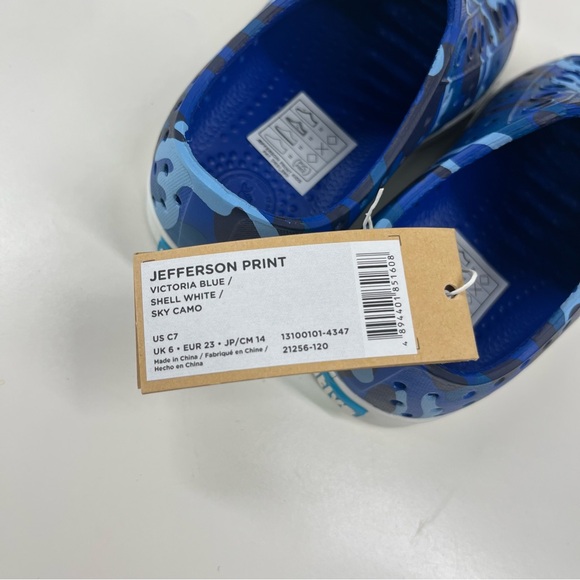 JEFFERSON PRINT
VICTORIA BLUE /
SHELL WHITE /
SKY CAMO
US C7
UK 6 • EUR 23 • JP/CM 14
Made in China / Fabriqué en Chine /
Hecho en China
13100101-4347
21256-120
4 894401 851608